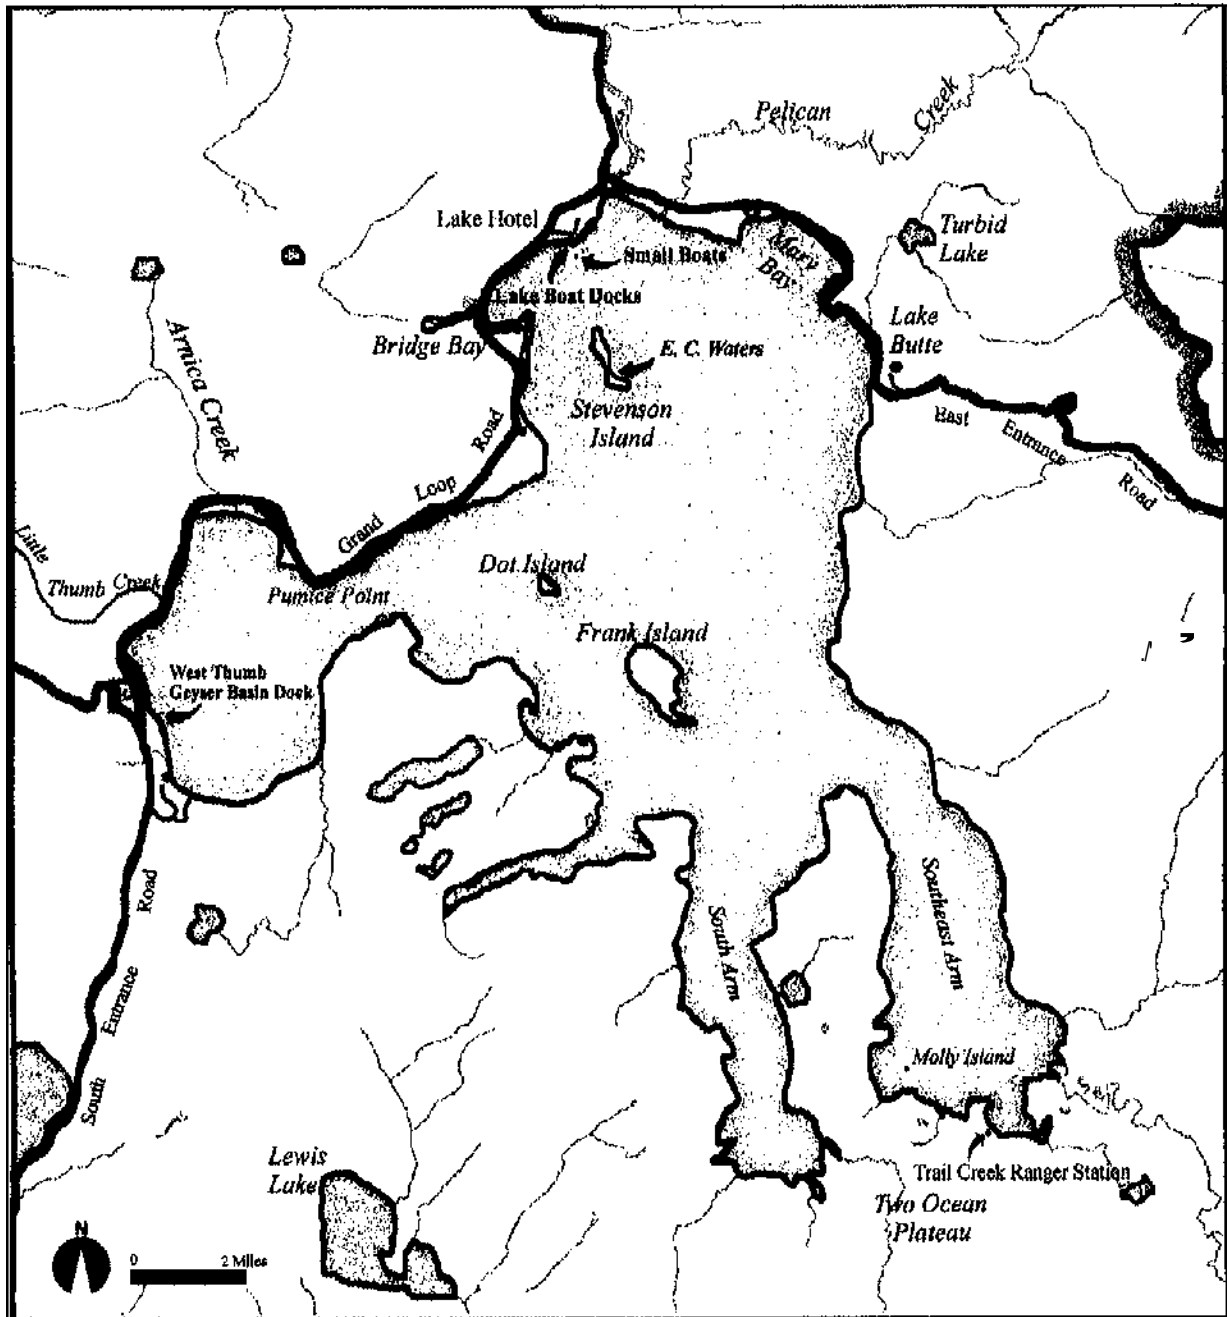 Pelican
Creek
Lake Hotel
Turbid
Lake
Mary
Bay
Small Boats
Lake Boat Docks
Bridge Bay
Lake
Butte
E. C. Waters
Arnica Creek
Stevenson
Island
East Entrance Road
Grand Loop Road
Little
Thumb Creek
Dot Island
Pumice Point
Frank Island
West Thumb
Geyser Basin Dock
South Entrance Road
South Arm
Southeast Arm
Molly Island
Trail Creek Ranger Station
Lewis
Lake
Two Ocean
Plateau
N
0 2 Miles